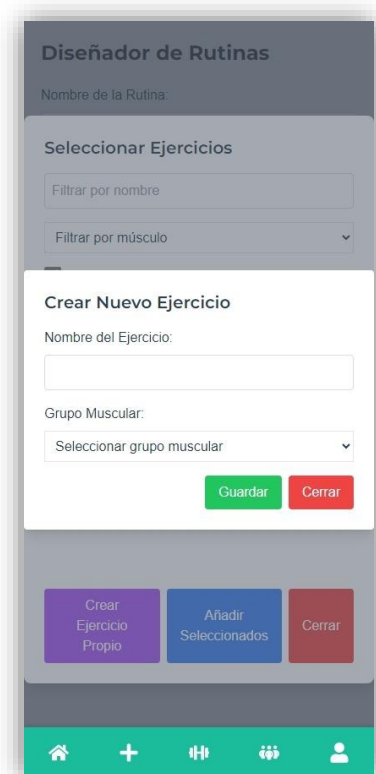 Diseñador de Rutinas
Nombre de la Rutina:
Seleccionar Ejercicios
Filtrar por nombre
Filtrar por músculo
Crear Nuevo Ejercicio
Nombre del Ejercicio:
Grupo Muscular:
Seleccionar grupo muscular
Guardar
Cerrar
Crear
Ejercicio
Propio
Añadir
Seleccionados
Cerrar